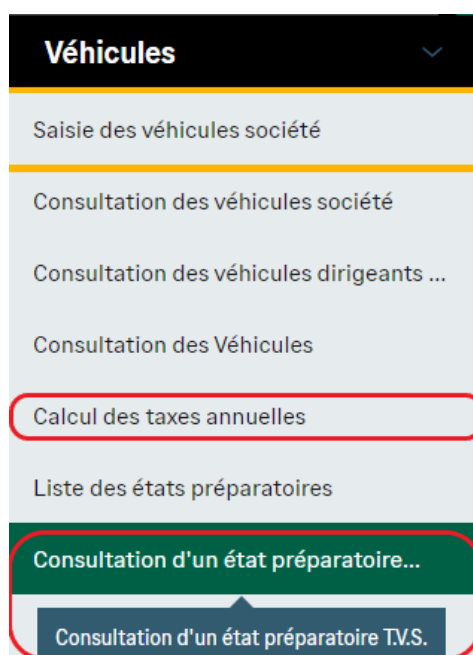 Véhicules
Saisie des véhicules société
Consultation des véhicules société
Consultation des véhicules dirigeants ...
Consultation des Véhicules
Calcul des taxes annuelles
Liste des états préparatoires
Consultation d'un état préparatoire...
Consultation d'un état préparatoire T.V.S.